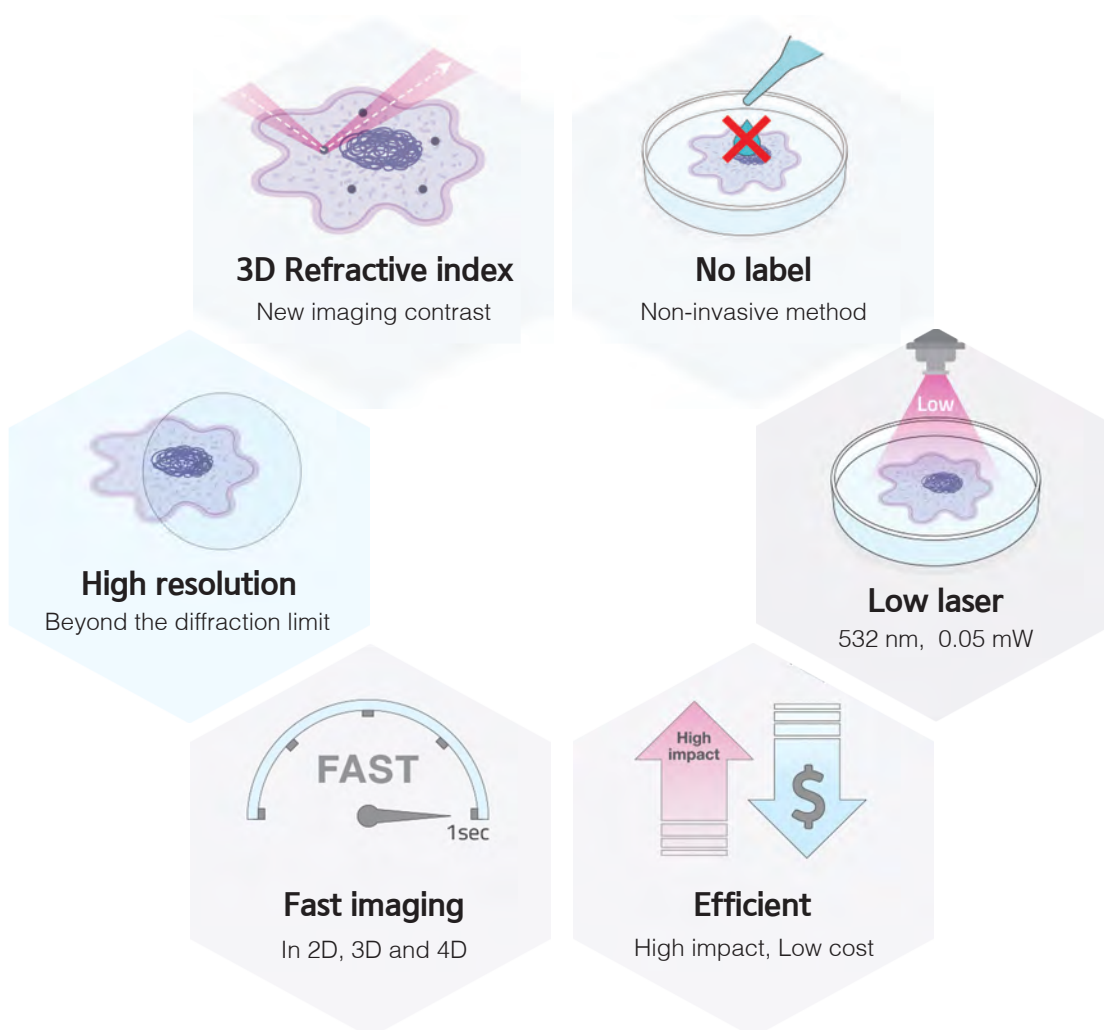 3D Refractive index
New imaging contrast
No label
Non-invasive method
High resolution
Beyond the diffraction limit
Low
Low laser
532 nm, 0.05 mW
FAST
1sec
Fast imaging
In 2D, 3D and 4D
High
impact
$
Efficient
High impact, Low cost